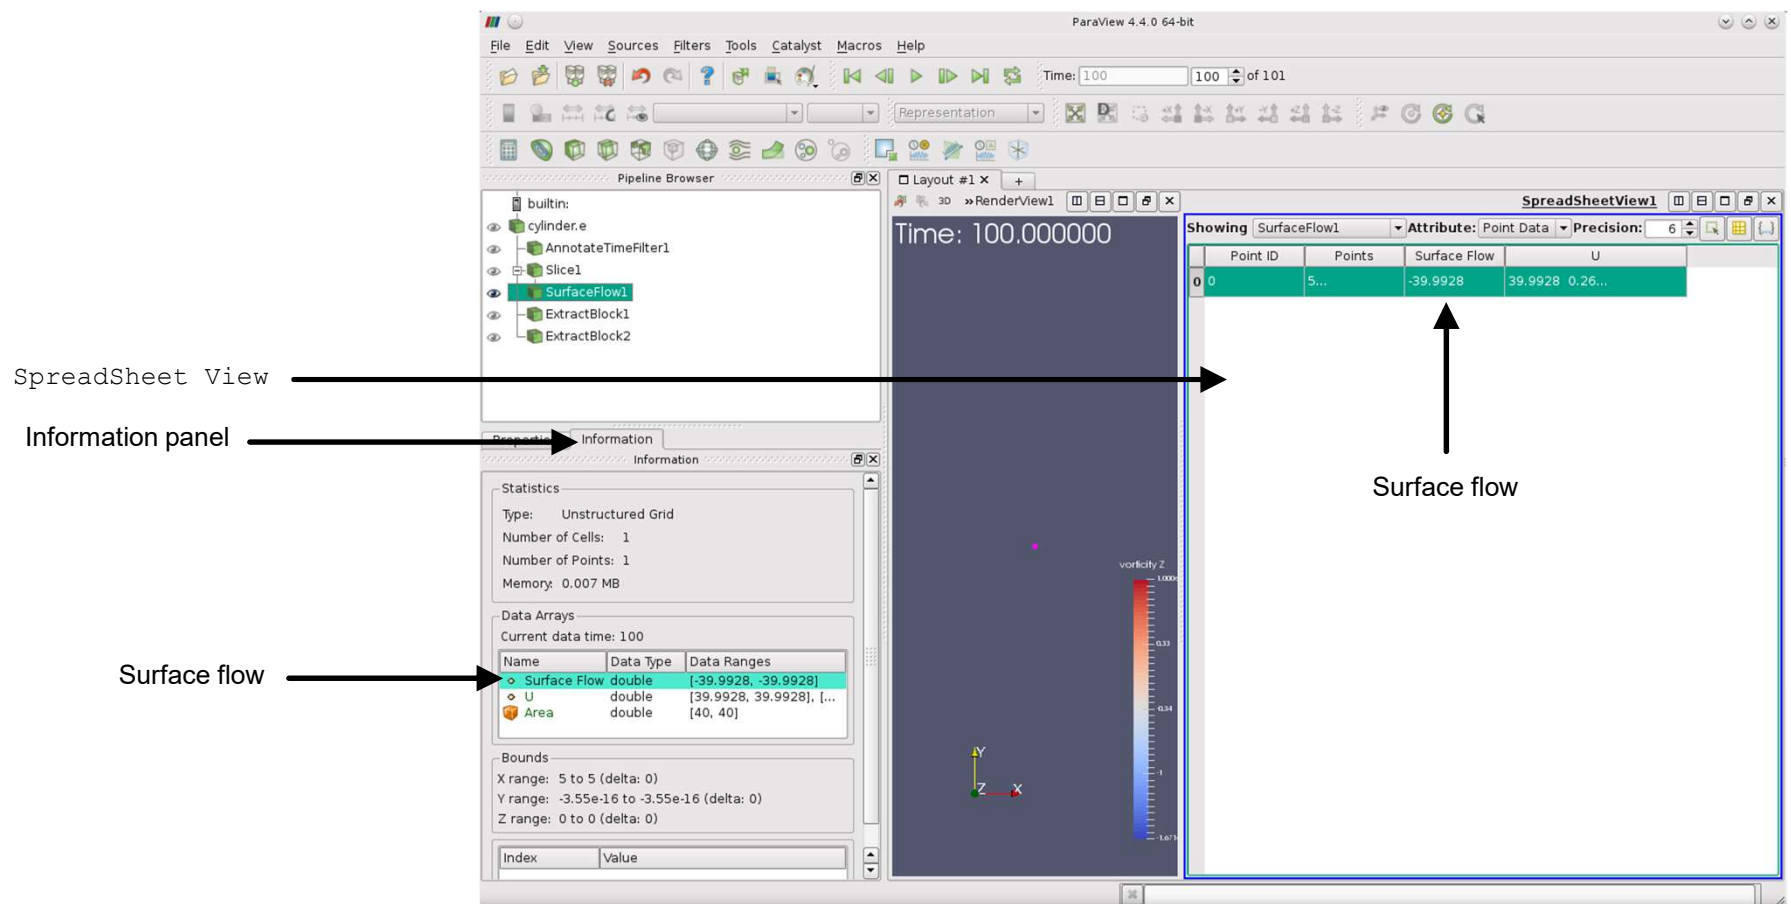 ParaView 4.4.0 64-bit
File Edit View Sources Filters Tools Catalyst Macros Help
Time: 100 100 of 101
Representation
Pipeline Browser
builtin:
cylinder.e
AnnotateTimeFilter1
Slice1
SurfaceFlow1
ExtractBlock1
ExtractBlock2
Layout #1
3D »RenderView1
Time: 100.000000
SpreadSheetView1
Showing SurfaceFlow1 Attribute: Point Data Precision: 6
Point ID Points Surface Flow U
0 0 5... -39.9928 39.9928 0.26...
SpreadSheet View
Information panel
Surface flow
Information
Information
Statistics
Type: Unstructured Grid
Number of Cells: 1
Number of Points: 1
Memory: 0.007 MB
Data Arrays
Current data time: 100
Name Data Type Data Ranges
Surface Flow double [-39.9928, -39.9928]
U double [39.9928, 39.9928], [...
Area double [40, 40]
Surface flow
Bounds
X range: 5 to 5 (delta: 0)
Y range: -3.55e-16 to -3.55e-16 (delta: 0)
Z range: 0 to 0 (delta: 0)
Index Value
vorticity Z
0.33
-0.34
-1
Y
Z X